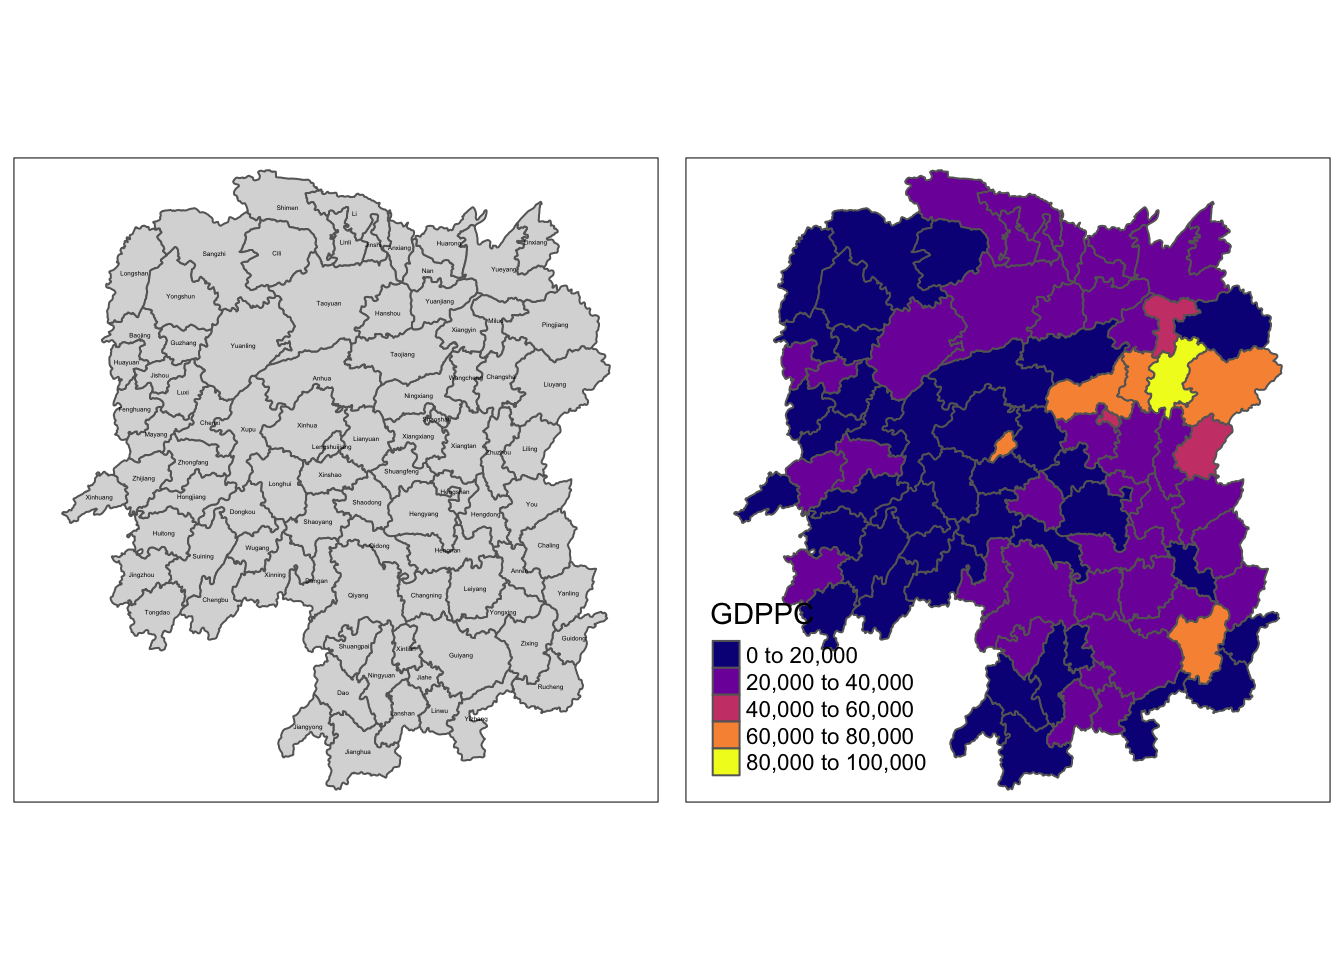 Shimen
Li
Linli
Jinshi
Anxiang
Huarong
Linxiang
Sangzhi
Cili
Nan
Yueyang
Longshan
Yongshun
Taoyuan
Yuanjiang
Hanshou
Miluo
Pingjiang
Xiangyin
Baojing
Guzhang
Yuanling
Taojiang
Huayuan
Jishou
Anhua
Wangcheng
Changsha
Liuyang
Luxi
Ningxiang
Fenghuang
Chenxi
Xupu
Xinhua
Shaoshan
Mayang
Lengshuijiang
Lianyuan
Xiangxiang
Xiangtan
Zhuzhou
Liling
Zhongfang
Zhijiang
Xinshao
Shuangfeng
Xinhuang
Hongjiang
Longhui
Hengshan
Shaodong
You
Dongkou
Shaoyang
Hengyang
Hengdong
Huitong
Wugang
Qidong
Hengnan
Chaling
Suining
Jingzhou
Xinning
Dongan
Anren
Tongdao
Chengbu
Qiyang
Changning
Leiyang
Yanling
Yongxing
Shuangpai
Xintian
Guiyang
Zixing
Guidong
Ningyuan
Jiahe
Rucheng
Dao
Lanshan
Linwu
Yizhang
Jiangyong
Jianghua
GDPPC
0 to 20,000
20,000 to 40,000
40,000 to 60,000
60,000 to 80,000
80,000 to 100,000